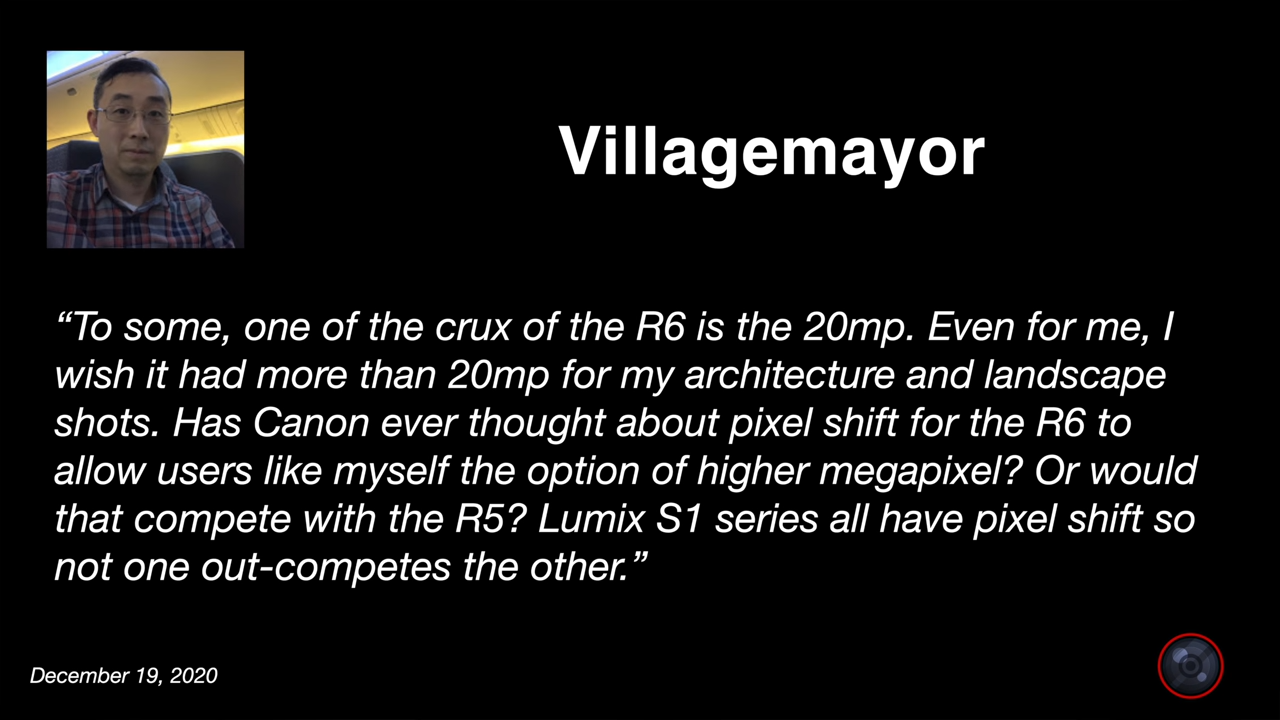 Villagemayor
“To some, one of the crux of the R6 is the 20mp. Even for me, I
wish it had more than 20mp for my architecture and landscape
shots. Has Canon ever thought about pixel shift for the R6 to
allow users like myself the option of higher megapixel? Or would
that compete with the R5? Lumix S1 series all have pixel shift so
not one out-competes the other.”
December 19, 2020